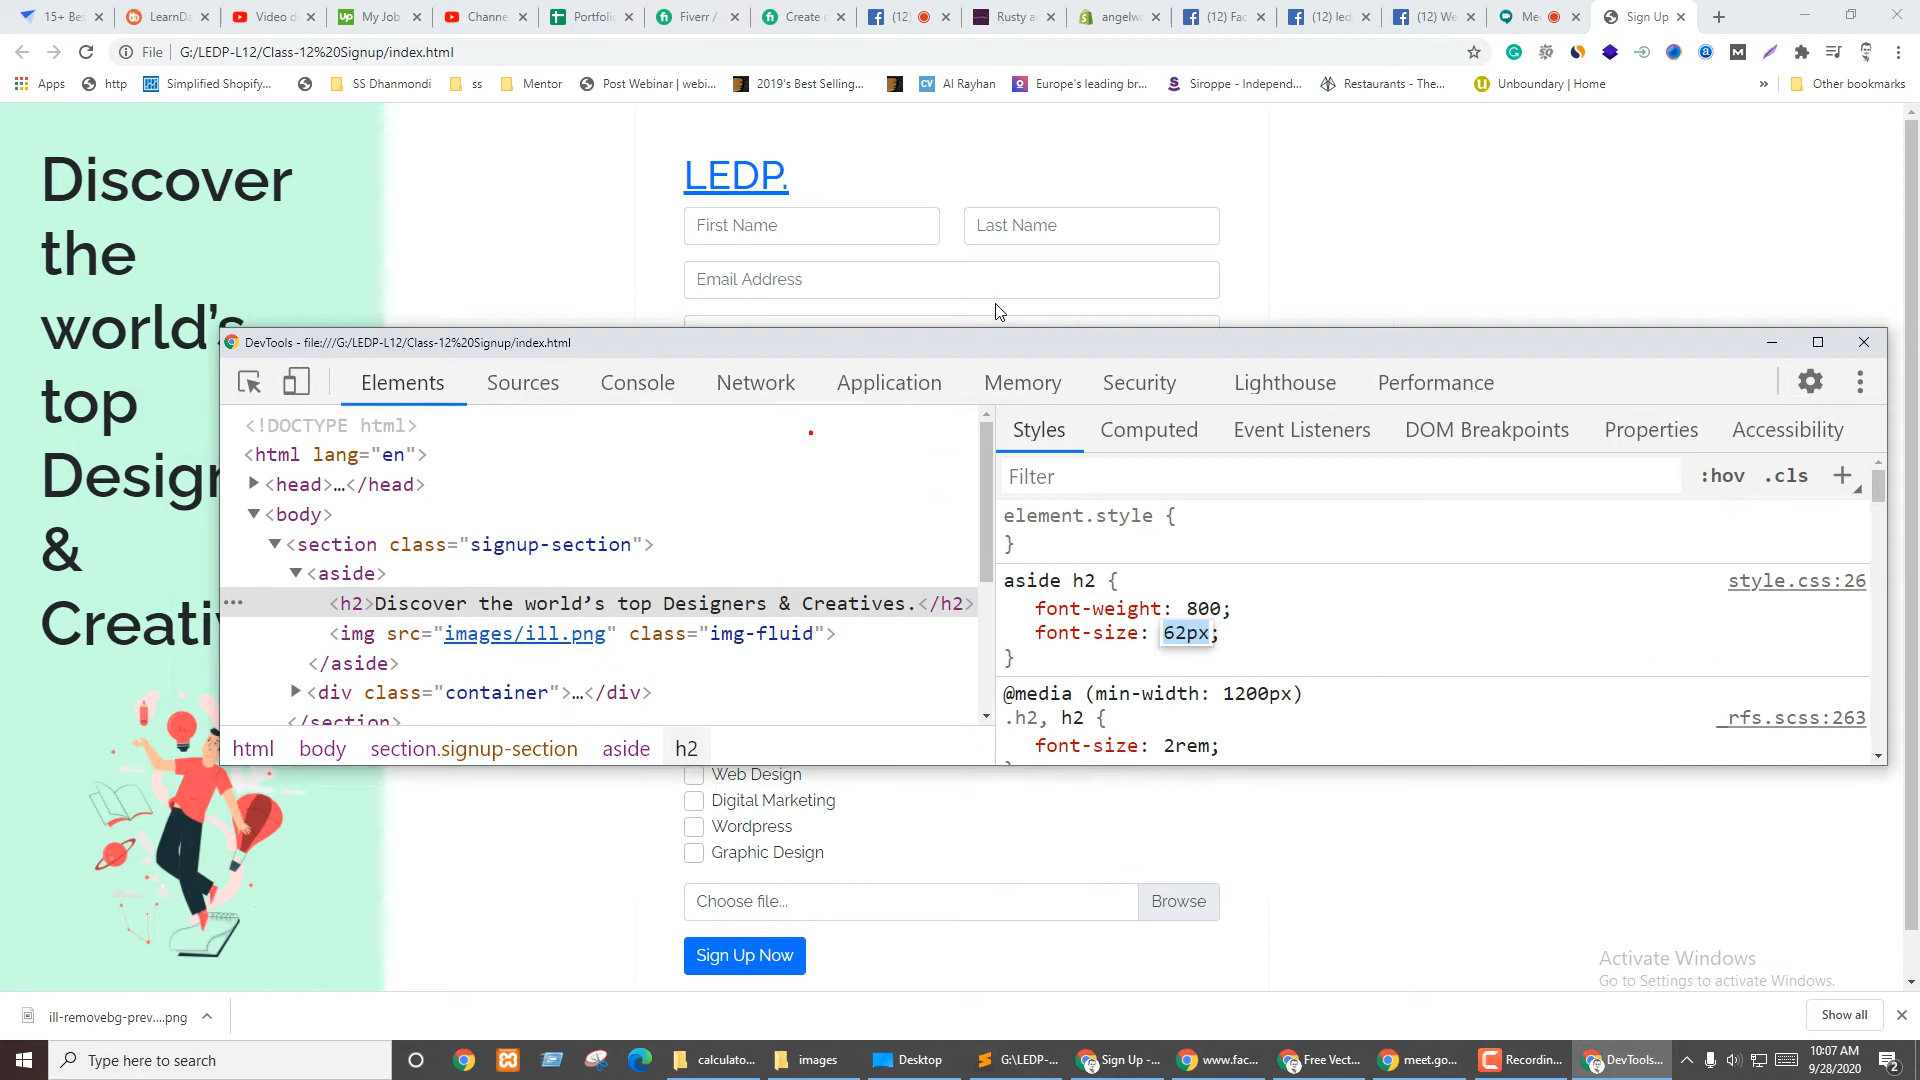 15+ Bes
LearnDa
Video d
My Job
Channe
Portfolio
Fiverr /
Create
(12)
Rusty a
angelwa
(12) Fac
(12) led
(12) We
Me
Sign Up
File
G:/LEDP-L12/Class-12%20Signup/index.html
Apps
http
Simplified Shopify...
SS Dhanmondi
ss
Mentor
Post Webinar | webi...
2019's Best Selling...
CV
Al Rayhan
Europe's leading br...
Siroppe - Independ...
Restaurants - The...
Unboundary | Home
»
Other bookmarks
Discover
the
world's
top
Design
&
Creati
LEDP.
First Name
Last Name
Email Address
DevTools - file:///G:/LEDP-L12/Class-12%20Signup/index.html
Elements
Sources
Console
Network
Application
Memory
Security
Lighthouse
Performance
<!DOCTYPE html>
<html lang="en">
<head>…</head>
<body>
<section class="signup-section">
<aside>
<h2>Discover the world’s top Designers & Creatives.</h2>
<img src="images/ill.png" class="img-fluid">
</aside>
<div class="container">…</div>
</section>
html
body
section.signup-section
aside
h2
Styles
Computed
Event Listeners
DOM Breakpoints
Properties
Accessibility
Filter
:hov
.cls
element.style {
}
aside h2 {
style.css:26
font-weight: 800;
font-size: 62px;
}
@media (min-width: 1200px)
.h2, h2 {
_rfs.scss:263
font-size: 2rem;
Web Design
Digital Marketing
Wordpress
Graphic Design
Choose file...
Browse
Sign Up Now
Activate Windows
Go to Settings to activate Windows.
ill-removebg-prev....png
Show all
Type here to search
calculato...
images
Desktop
G:\LEDP-...
Sign Up -...
www.fac...
Free Vect...
meet.go...
Recordin...
DevTools...
10:07 AM
9/28/2020
2